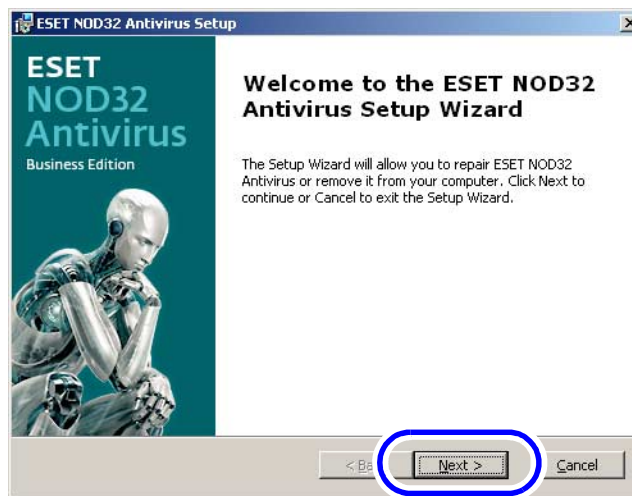 ESET NOD32 Antivirus Setup
ESET
NOD32
Antivirus
Business Edition
Welcome to the ESET NOD32
Antivirus Setup Wizard
The Setup Wizard will allow you to repair ESET NOD32
Antivirus or remove it from your computer. Click Next to
continue or Cancel to exit the Setup Wizard.
< Ba
Next >
Cancel